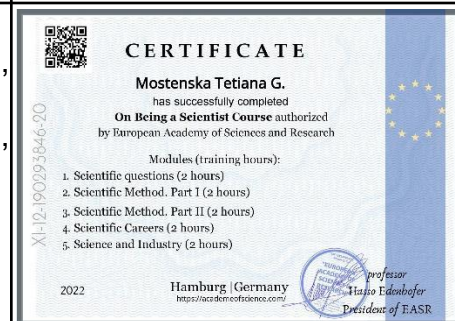 ,
,
CERTIFICATE
Mostenska Tetiana G.
has successfully completed
On Being a Scientist Course authorized
by European Academy of Sciences and Research
Modules (training hours):
1. Scientific questions (2 hours)
2. Scientific Method. Part I (2 hours)
3. Scientific Method. Part II (2 hours)
4. Scientific Careers (2 hours)
5. Science and Industry (2 hours)
XI-12-190293846-20
2022
Hamburg |Germany
https://academeofscience.com/
professor
Hasso Edenhofer
President of EASR
"EUROPEAN
ACADEMY